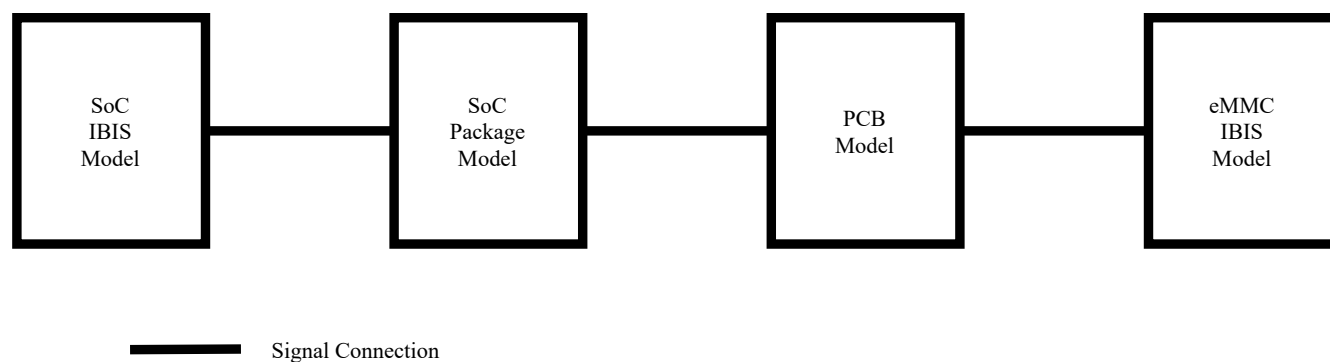 SoC
IBIS
Model
SoC
Package
Model
PCB
Model
eMMC
IBIS
Model
Signal Connection